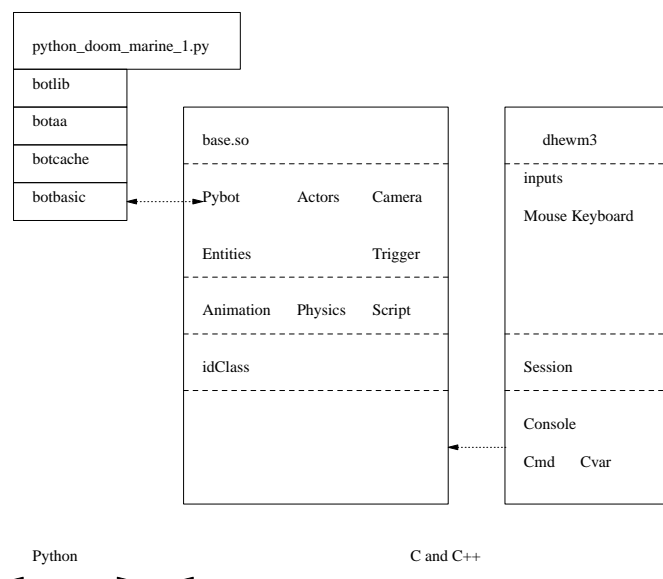 python_doom_marine_1.py
botlib
botaa
botcache
botbasic
base.so
Pybot Actors Camera
Entities Trigger
Animation Physics Script
idClass
dhewm3
inputs
Mouse Keyboard
Session
Console
Cmd Cvar
Python
C and C++